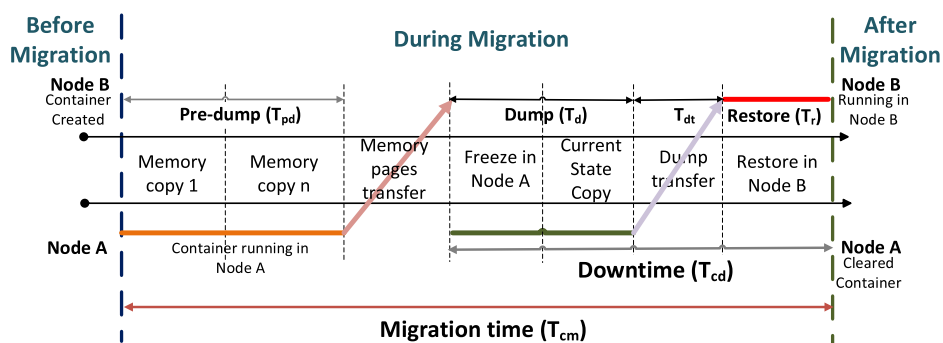 Before
Migration
During Migration
After
Migration
Node B
Container
Created
Pre-dump (Tpd)
Dump (Td)
Tdt
Restore (Tr)
Node B
Running in
Node B
Memory
copy 1
Memory
copy n
Memory
pages
transfer
Freeze in
Node A
Current
State
Copy
Dump
transfer
Restore in
Node B
Node A
Container running in
Node A
Downtime (Tcd)
Node A
Cleared
Container
Migration time (Tcm)